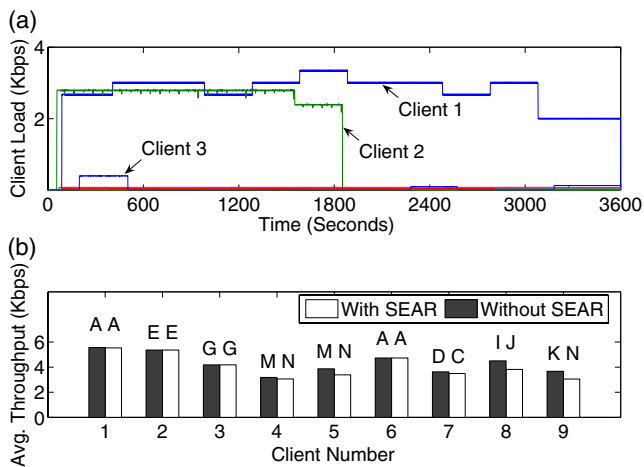 (a)
Client Load (Kbps)
4
2
0
Client 1
Client 2
Client 3
0 600 1200 1800 2400 3000 3600
Time (Seconds)
(b)
Avg. Throughput (Kbps)
6
4
2
0
With SEAR Without SEAR
A A E E G G M N M N A A D C I J K N
1 2 3 4 5 6 7 8 9
Client Number